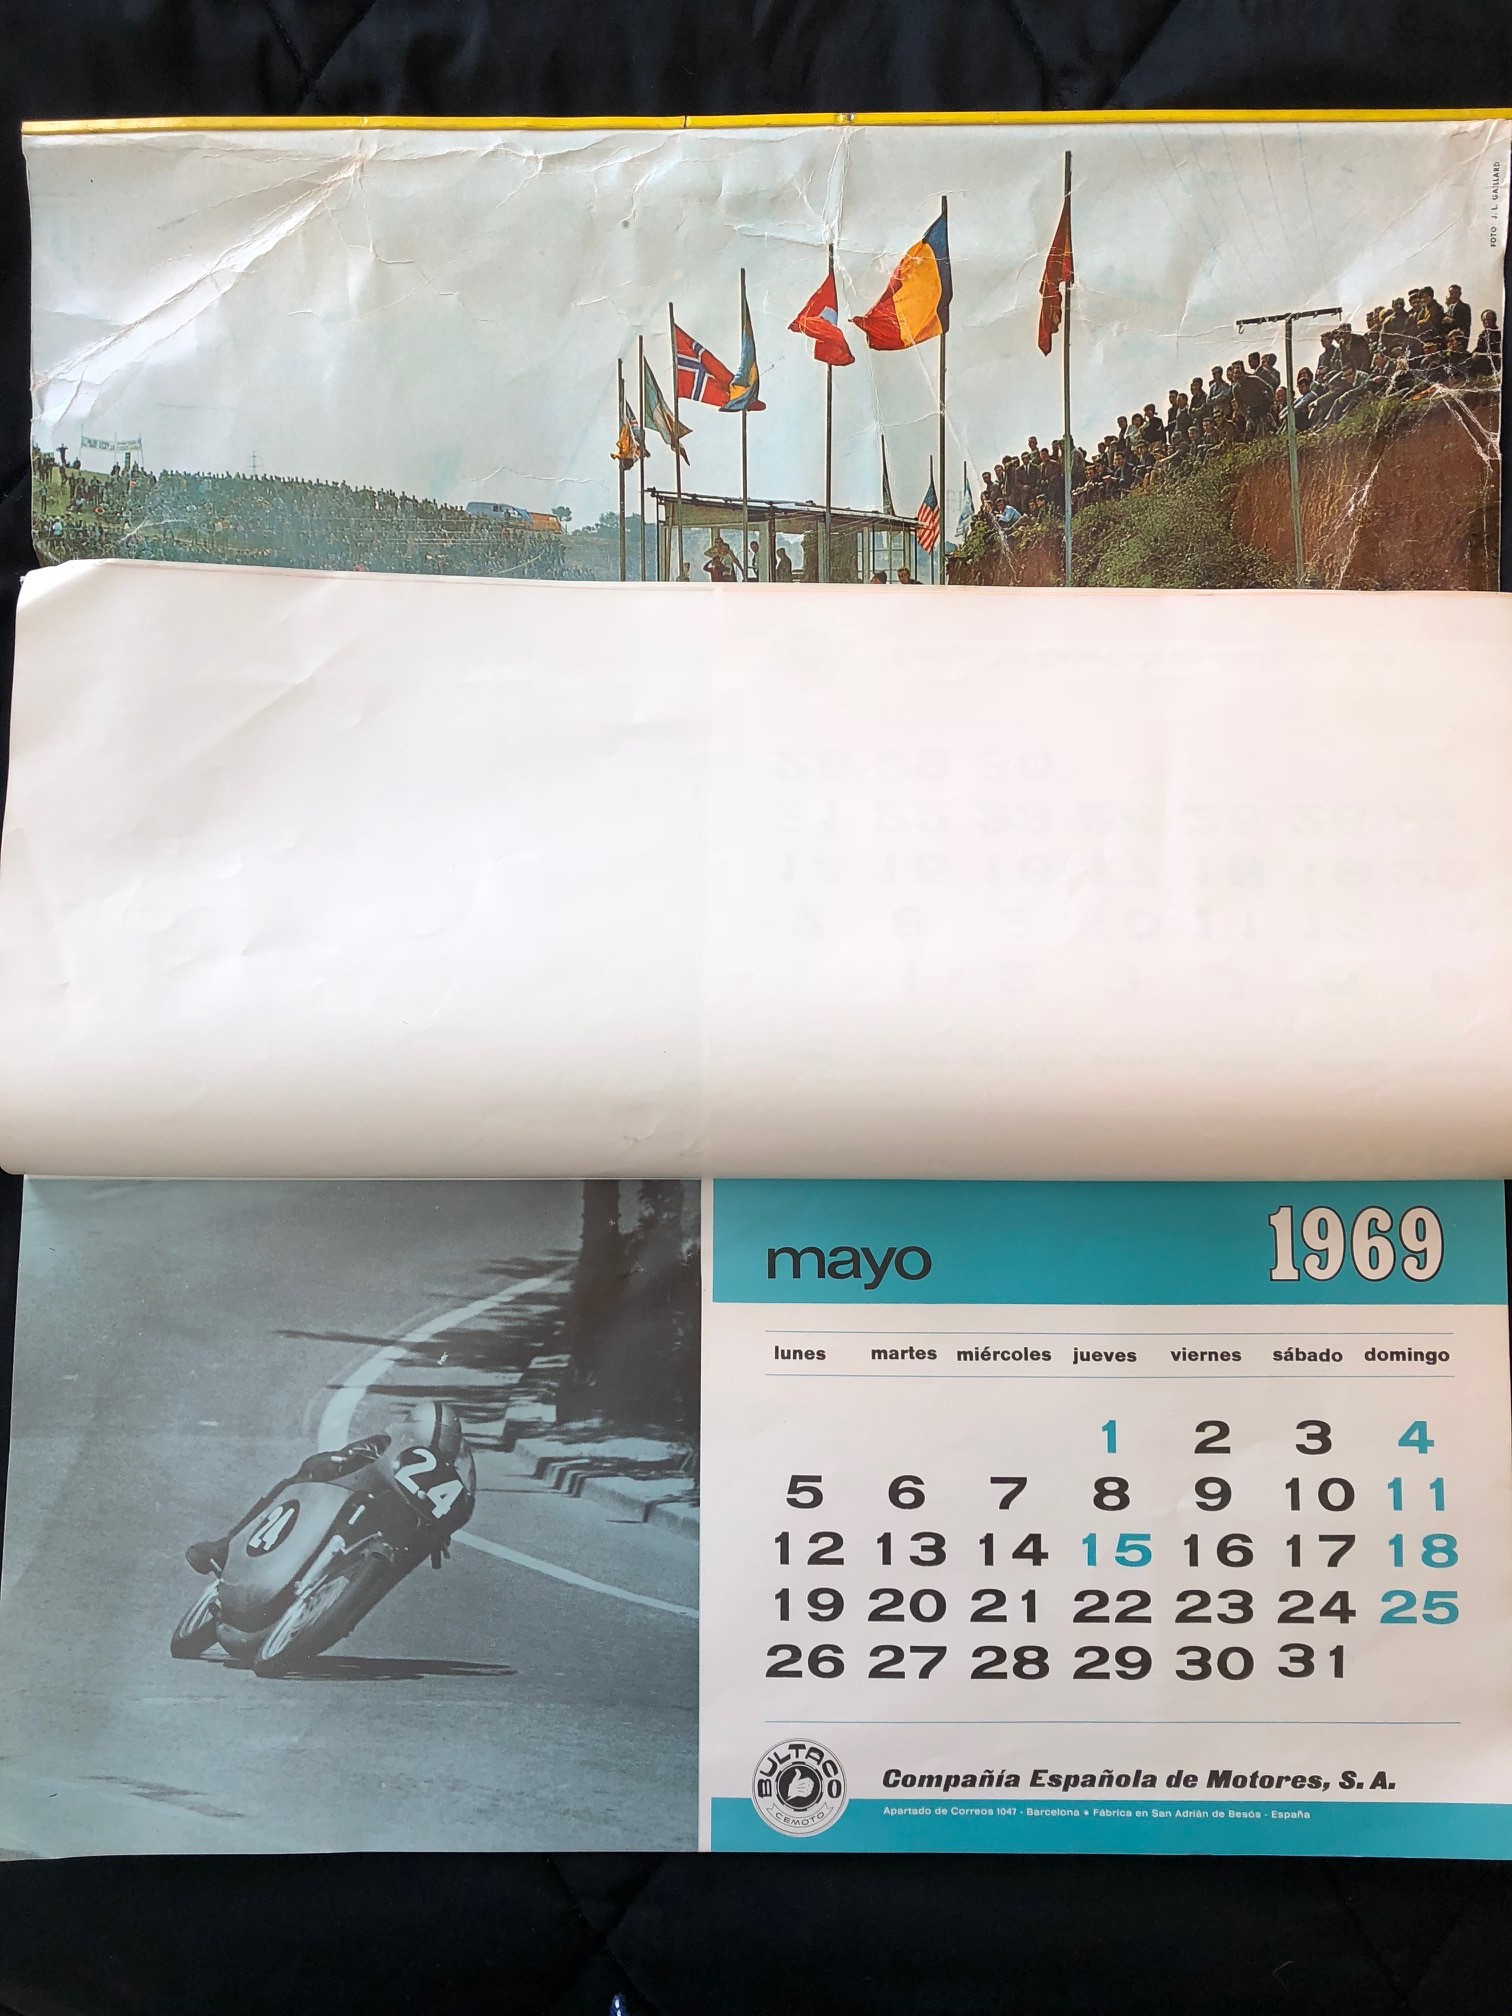 FOTO J. L. GAILLARD
mayo 1969
lunes martes miércoles jueves viernes sábado domingo
1 2 3 4
5 6 7 8 9 10 11
12 13 14 15 16 17 18
19 20 21 22 23 24 25
26 27 28 29 30 31
24
24
BULTACO
CEMOTO
Compañía Española de Motores, S. A.
Apartado de Correos 1047 - Barcelona • Fábrica en San Adrián de Besós - España